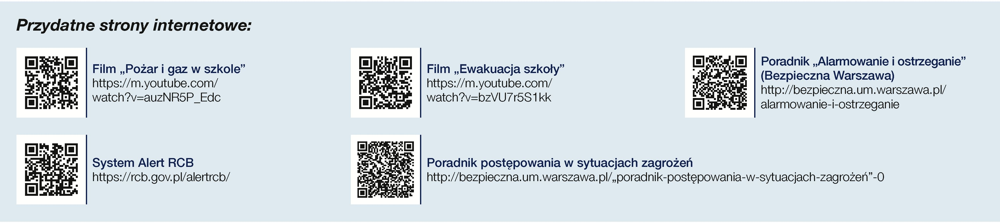 Przydatne strony internetowe:
Film „Pożar i gaz w szkole”
https://m.youtube.com/
watch?v=auzNR5P_Edc
Film „Ewakuacja szkoły”
https://m.youtube.com/
watch?v=bzVU7r5S1kk
Poradnik „Alarmowanie i ostrzeganie”
(Bezpieczna Warszawa)
http://bezpieczna.um.warszawa.pl/
alarmowanie-i-ostrzeganie
System Alert RCB
https://rcb.gov.pl/alertrcb/
Poradnik postępowania w sytuacjach zagrożeń
http://bezpieczna.um.warszawa.pl/„poradnik-postępowania-w-sytuacjach-zagrożeń”-0